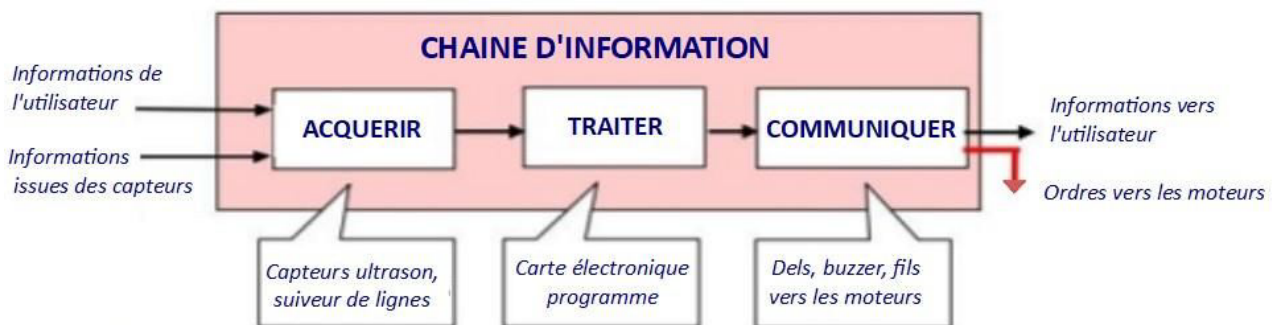 CHAINE D'INFORMATION
Informations de
l'utilisateur
Informations
issues des capteurs
ACQUERIR
TRAITER
COMMUNIQUER
Informations vers
l'utilisateur
Ordres vers les moteurs
Capteurs ultrason,
suiveur de lignes
Carte électronique
programme
Dels, buzzer, fils
vers les moteurs